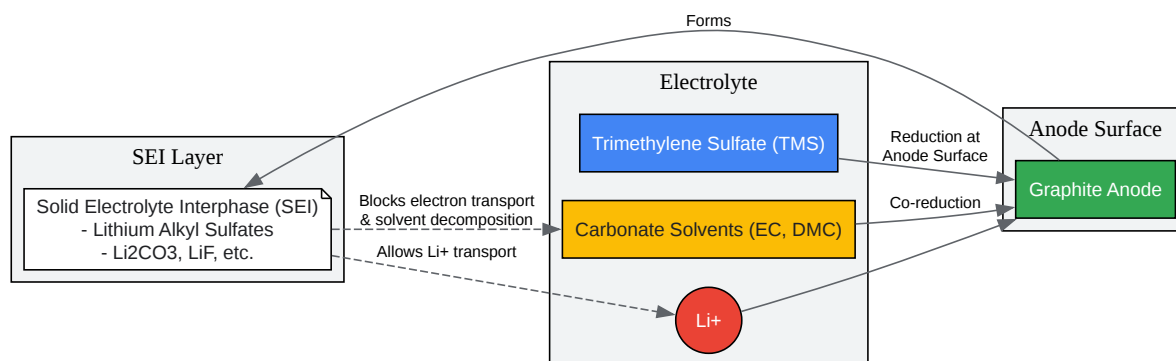 Forms
Electrolyte
Trimethylene Sulfate (TMS)
Reduction at
Anode Surface
Anode Surface
Graphite Anode
SEI Layer
Solid Electrolyte Interphase (SEI)
- Lithium Alkyl Sulfates
- Li2CO3, LiF, etc.
Blocks electron transport
& solvent decomposition
Carbonate Solvents (EC, DMC)
Co-reduction
Allows Li+ transport
Li+